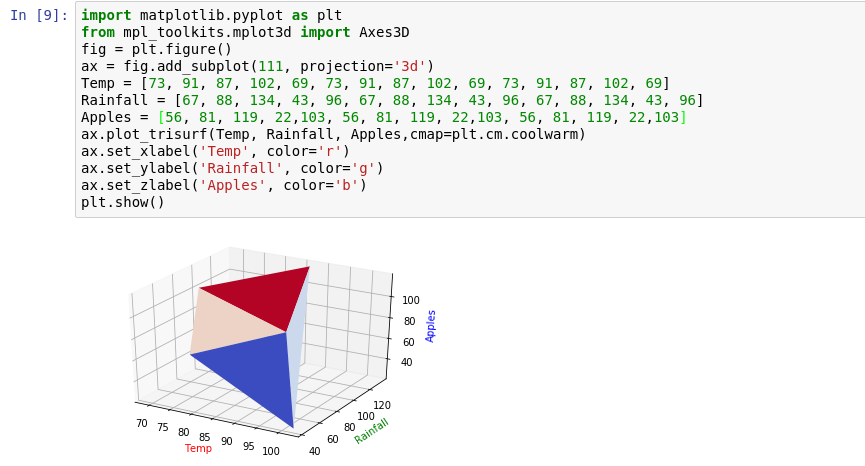 In [9]: import matplotlib.pyplot as plt
from mpl_toolkits.mplot3d import Axes3D
fig = plt.figure()
ax = fig.add_subplot(111, projection='3d')
Temp = [73, 91, 87, 102, 69, 73, 91, 87, 102, 69, 73, 91, 87, 102, 69]
Rainfall = [67, 88, 134, 43, 96, 67, 88, 134, 43, 96, 67, 88, 134, 43, 96]
Apples = [56, 81, 119, 22,103, 56, 81, 119, 22,103, 56, 81, 119, 22,103]
ax.plot_trisurf(Temp, Rainfall, Apples,cmap=plt.cm.coolwarm)
ax.set_xlabel('Temp', color='r')
ax.set_ylabel('Rainfall', color='g')
ax.set_zlabel('Apples', color='b')
plt.show()
100
80
60
40
Apples
70 75 80 85 90 95 100
Temp
40 60 80 100 120
Rainfall